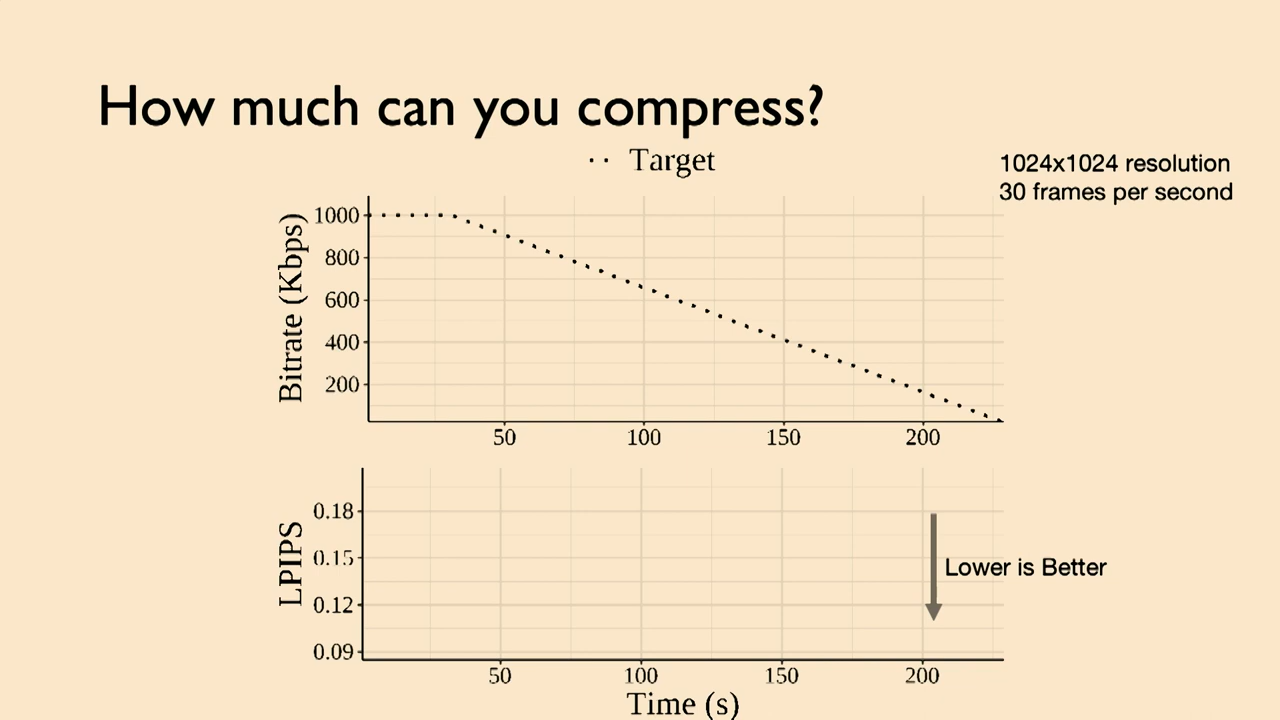 How much can you compress?
Target
1024x1024 resolution
30 frames per second
Bitrate (Kbps)
1000
800
600
400
200
50
100
150
200
LPIPS
0.18
0.15
0.12
0.09
Lower is Better
50
100
150
200
Time (s)